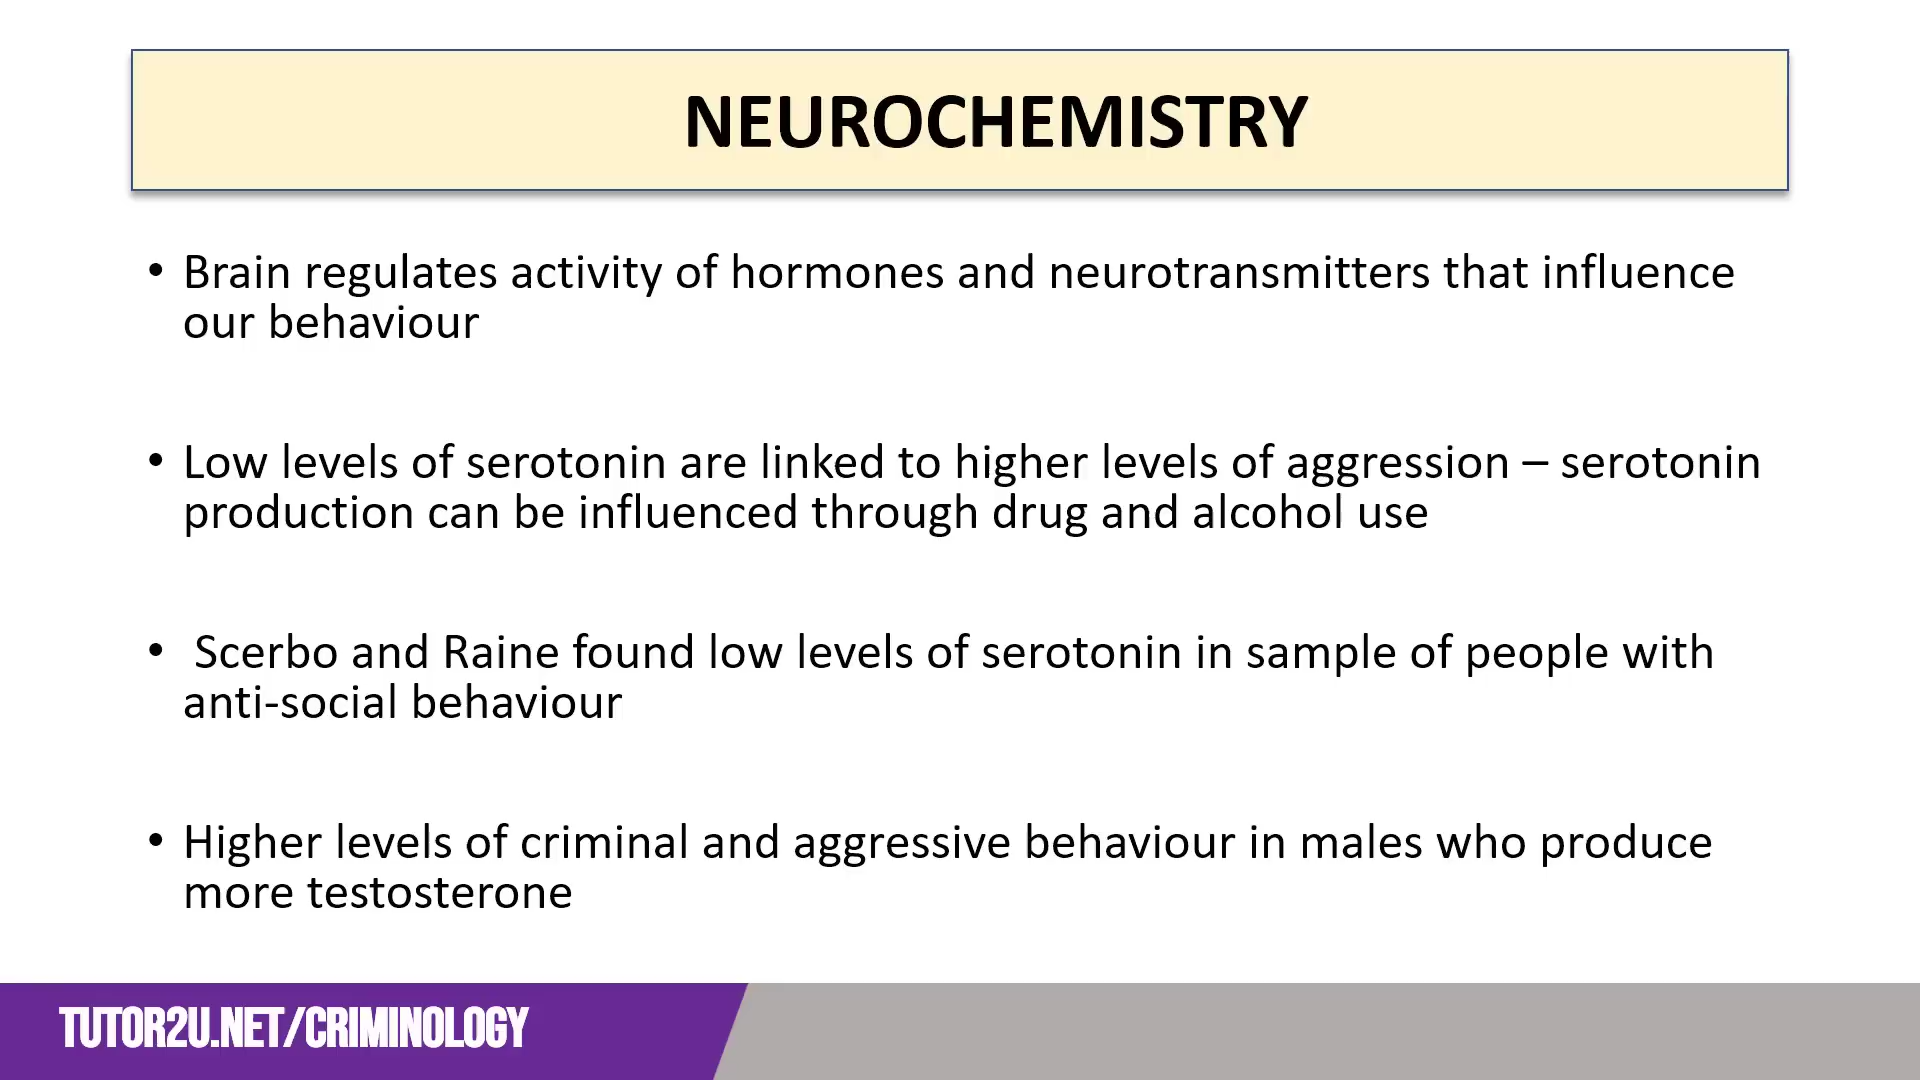 NEUROCHEMISTRY
• Brain regulates activity of hormones and neurotransmitters that influence
our behaviour
• Low levels of serotonin are linked to higher levels of aggression – serotonin
production can be influenced through drug and alcohol use
• Scerbo and Raine found low levels of serotonin in sample of people with
anti-social behaviour
• Higher levels of criminal and aggressive behaviour in males who produce
more testosterone
TUTOR2U.NET/CRIMINOLOGY